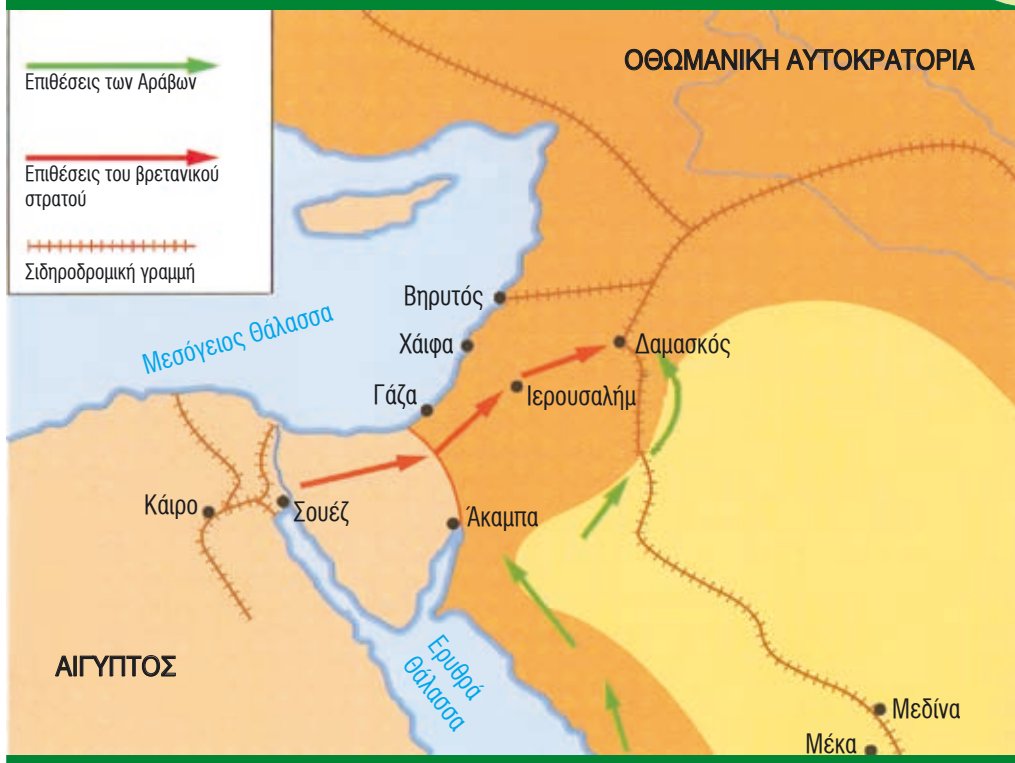 Επιθέσεις των Αράβων
Επιθέσεις του βρετανικού
στρατού
Σιδηροδρομική γραμμή
ΟΘΩΜΑΝΙΚΗ ΑΥΤΟΚΡΑΤΟΡΙΑ
Μεσόγειος Θάλασσα
Βηρυτός
Χάιφα
Δαμασκός
Γάζα
Ιερουσαλήμ
Κάιρο
Σουέζ
Άκαμπα
ΑΙΓΥΠΤΟΣ
Ερυθρά
Θάλασσα
Μεδίνα
Μέκα